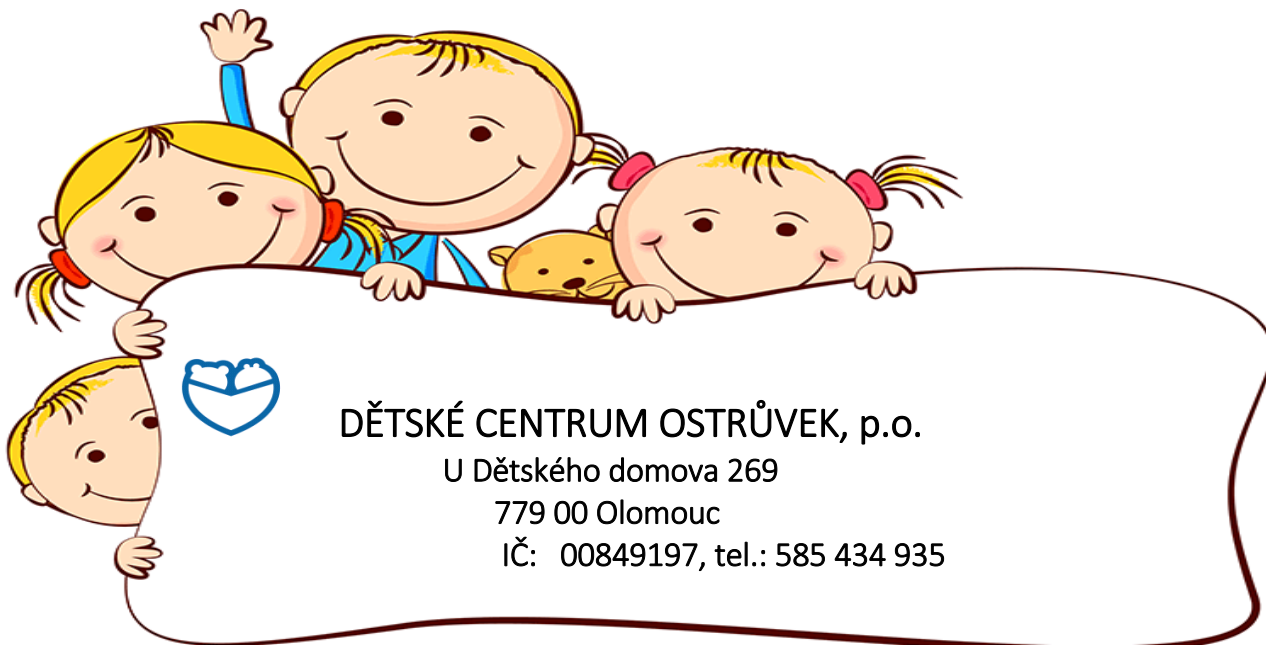 DĚTSKÉ CENTRUM OSTRŮVEK, p.o.
U Dětského domova 269
779 00 Olomouc
IČ: 00849197, tel.: 585 434 935